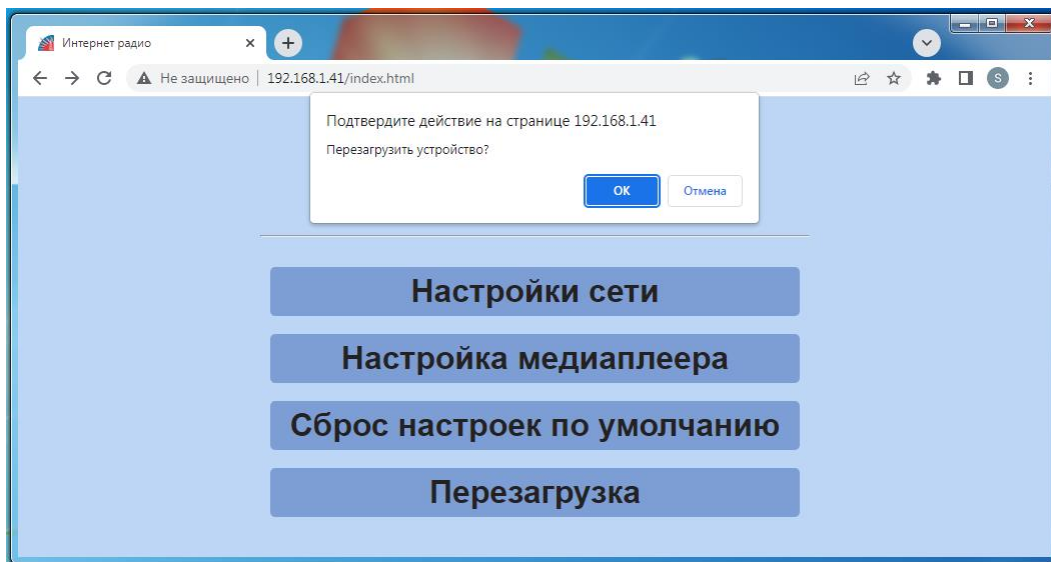 Интернет радио
Не защищено | 192.168.1.41/index.html
S
Подтвердите действие на странице 192.168.1.41
Перезагрузить устройство?
ОК Отмена
Настройки сети
Настройка медиаплеера
Сброс настроек по умолчанию
Перезагрузка